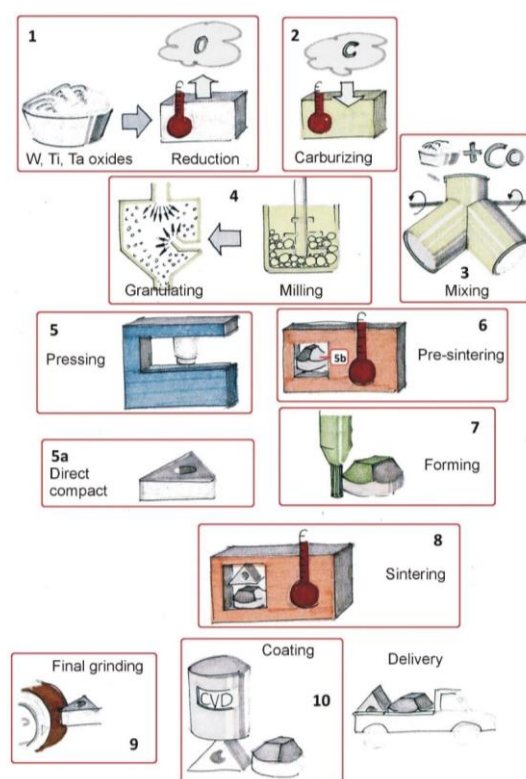 1
O
W, Ti, Ta oxides
Reduction
2
C
Carburizing
+Co
3
Mixing
4
Granulating
Milling
5
Pressing
6
5b
Pre-sintering
5a
Direct
compact
7
Forming
8
Sintering
Final grinding
9
Coating
CVD
10
Delivery